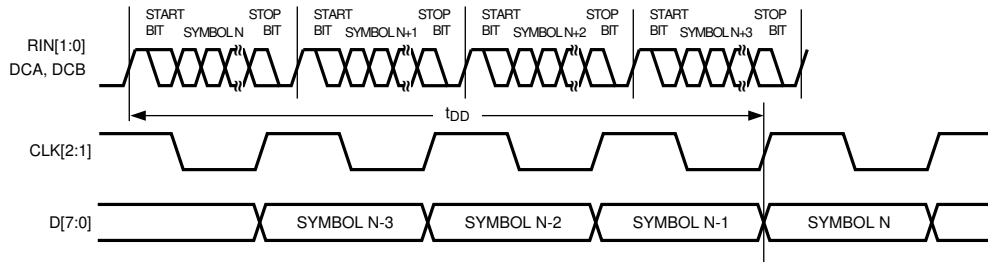 START STOP START STOP START STOP START STOP
BIT SYMBOL N BIT BIT SYMBOL N+1 BIT BIT SYMBOL N+2 BIT BIT SYMBOL N+3 BIT
RIN[1:0]
DCA, DCB
tDD
CLK[2:1]
D[7:0] SYMBOL N-3 SYMBOL N-2 SYMBOL N-1 SYMBOL N